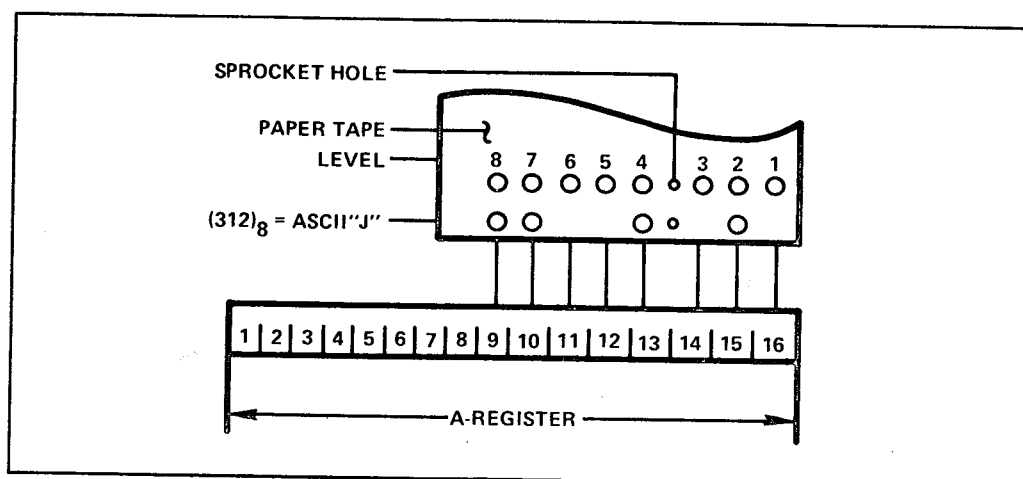 SPROCKET HOLE
PAPER TAPE
LEVEL
8 7 6 5 4 3 2 1
(312)8 = ASCII"J"
1 2 3 4 5 6 7 8 9 10 11 12 13 14 15 16
A-REGISTER